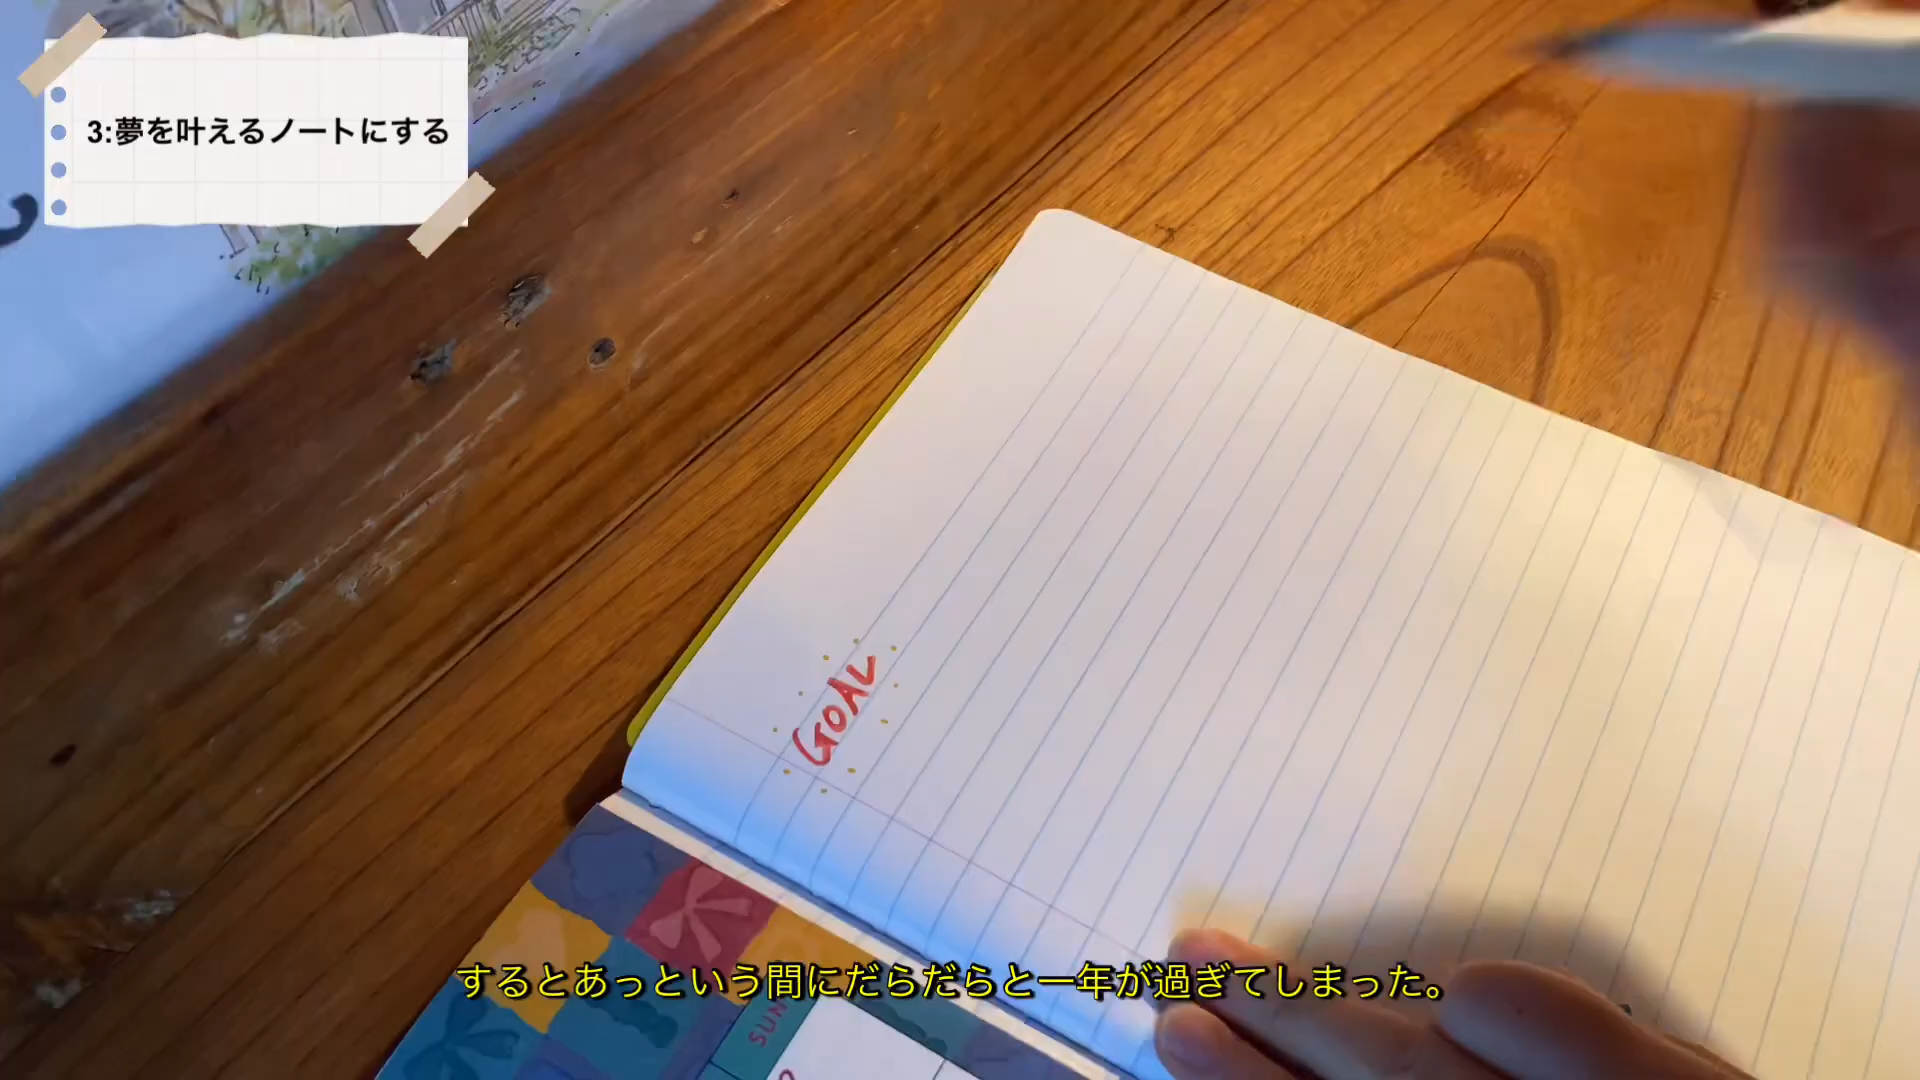 3:夢を叶えるノートにする
GOAL
するとあっという間にだらだらと一年が過ぎてしまった。
SUN